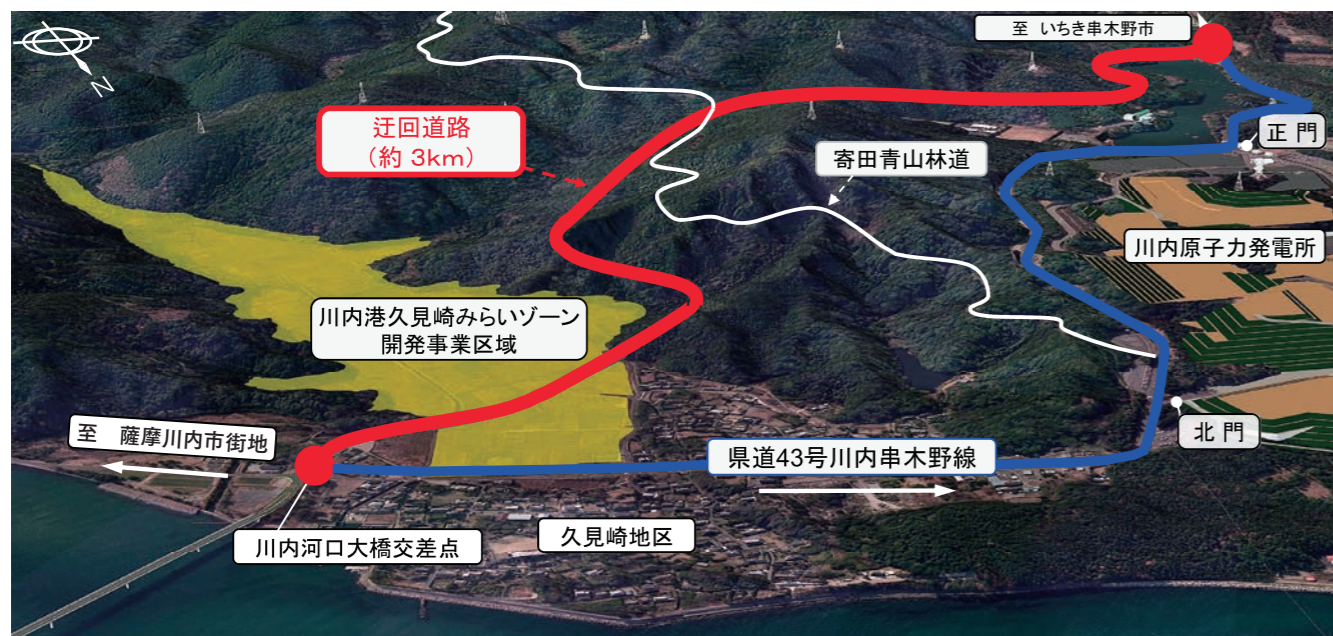 至 いちき串木野市
N
迂回道路
(約 3km)
正 門
寄田青山林道
川内原子力発電所
川内港久見崎みらいゾーン
開発事業区域
至 薩摩川内市街地
北 門
県道43号川内串木野線
川内河口大橋交差点
久見崎地区